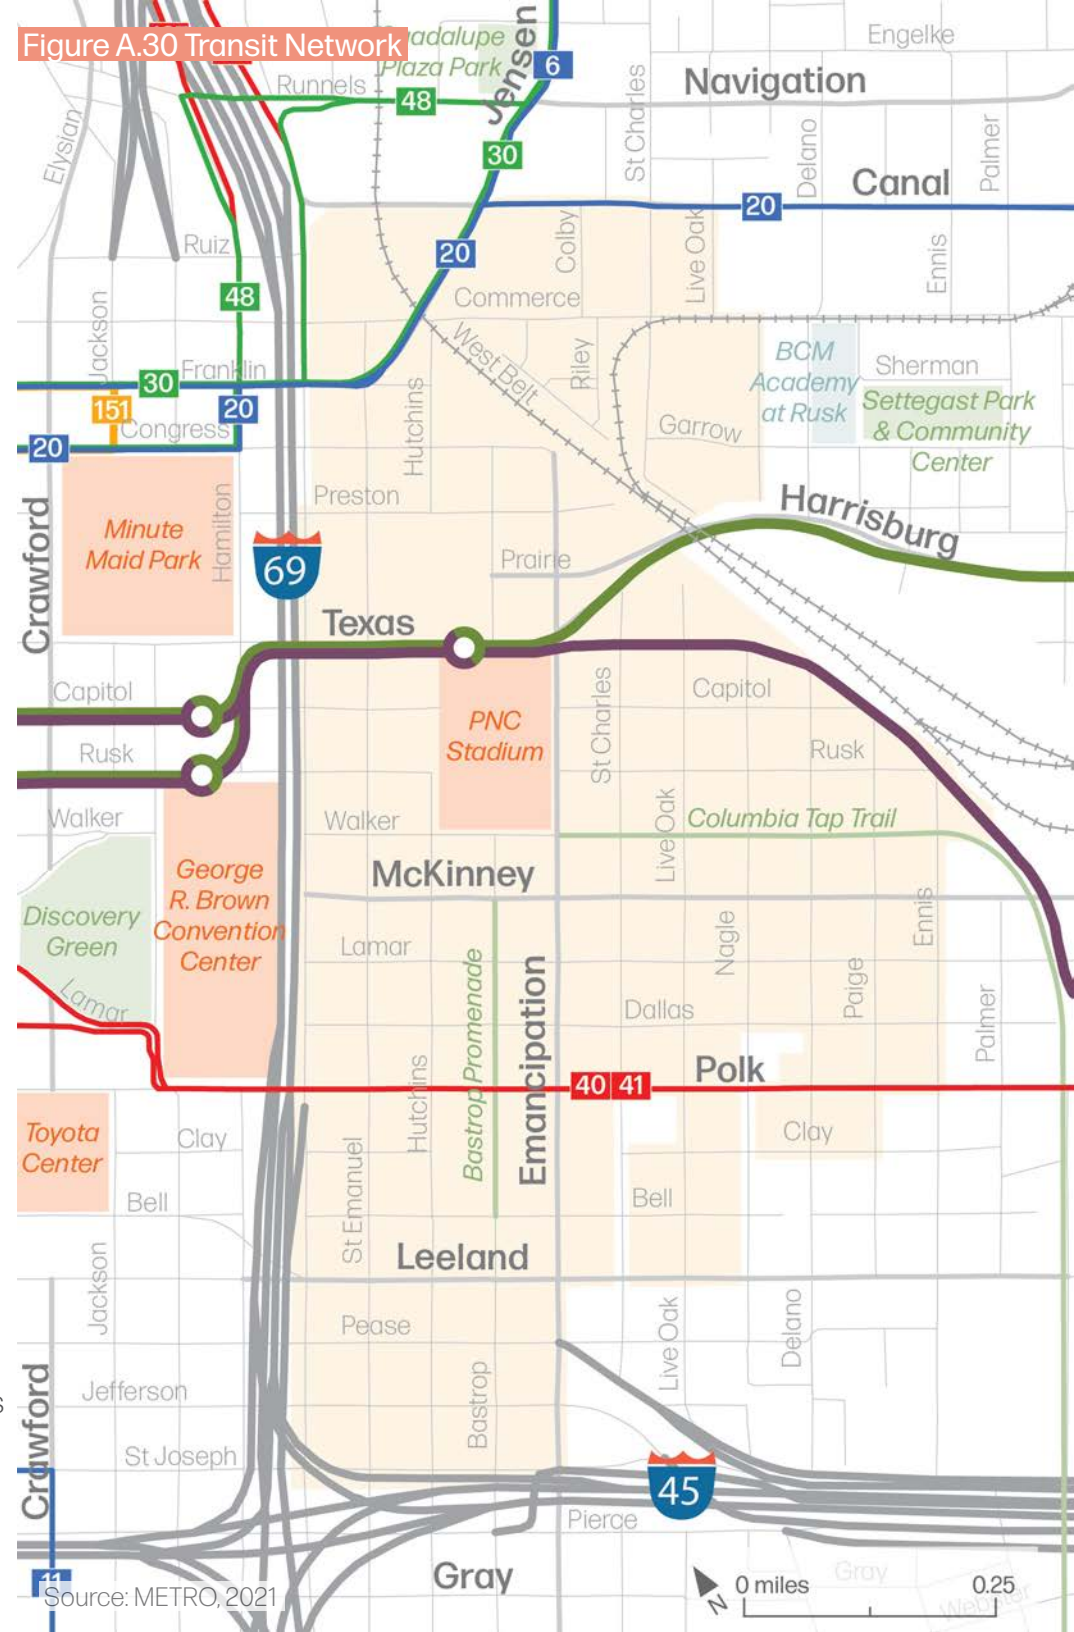 Figure A.30 Transit Network
Plaza Park
Jensen
6
Engelke
Runnels
48
Navigation
St Charles
Elysian
30
Delano
Palmer
Canal
20
Ruiz
20
Colby
Live Oak
Ennis
48
Commerce
Jackson
West Belt
Riley
BCM
Academy
at Rusk
Sherman
Franklin
30
151
20
Congress
20
Hutchins
Garrow
Settegast Park
& Community
Center
Preston
Harrisburg
Crawford
Minute
Maid Park
Hamilton
69
Prairie
Texas
Capitol
PNC
Stadium
St Charles
Capitol
Rusk
Rusk
Walker
Walker
Live Oak
Columbia Tap Trail
George
R. Brown
Convention
Center
McKinney
Discovery
Green
Lamar
Nagle
Ennis
Lamar
Bastrop Promenade
Emancipation
Dallas
Paige
Palmer
Hutchins
40 41
Polk
Toyota
Center
Clay
Clay
St Emanuel
Bell
Bell
Jackson
Leeland
Pease
Live Oak
Delano
Crawford
Jefferson
Bastrop
s
St Joseph
45
Pierce
11
Gray
N
0 miles
0.25
Gray
Webster
Source: METRO, 2021